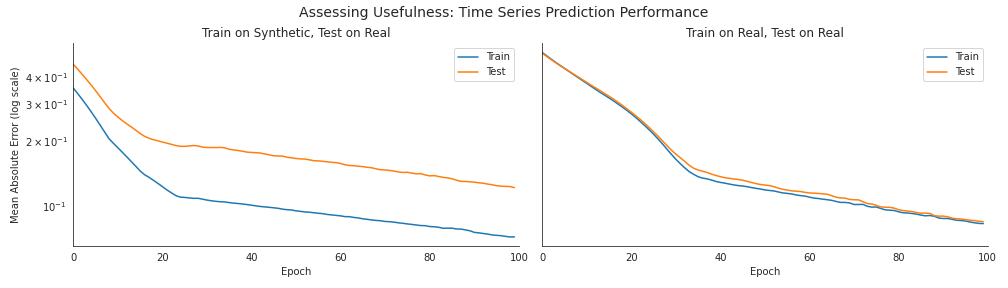 Assessing Usefulness: Time Series Prediction Performance
Train on Synthetic, Test on Real
Mean Absolute Error (log scale)
4 × 10⁻¹
3 × 10⁻¹
2 × 10⁻¹
10⁻¹
Train
Test
0 20 40 60 80 100
Epoch
Train on Real, Test on Real
Train
Test
0 20 40 60 80 100
Epoch